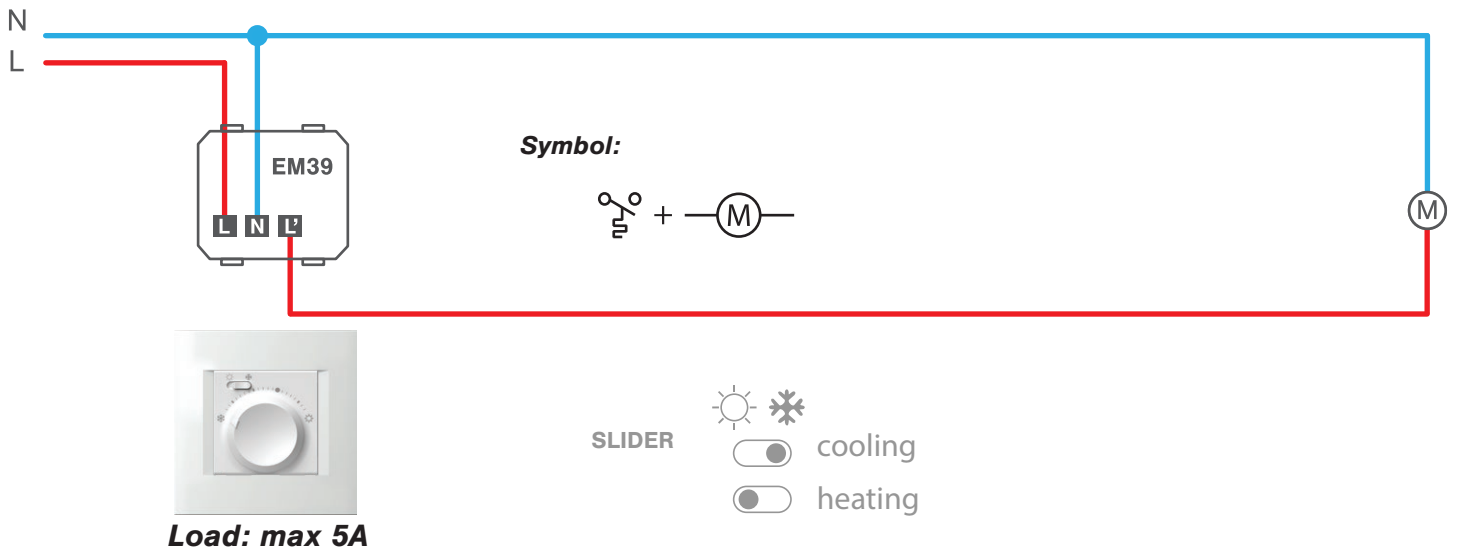 N
L
EM39
L N L’
M
Symbol:
+ M
SLIDER
cooling
heating
Load: max 5A